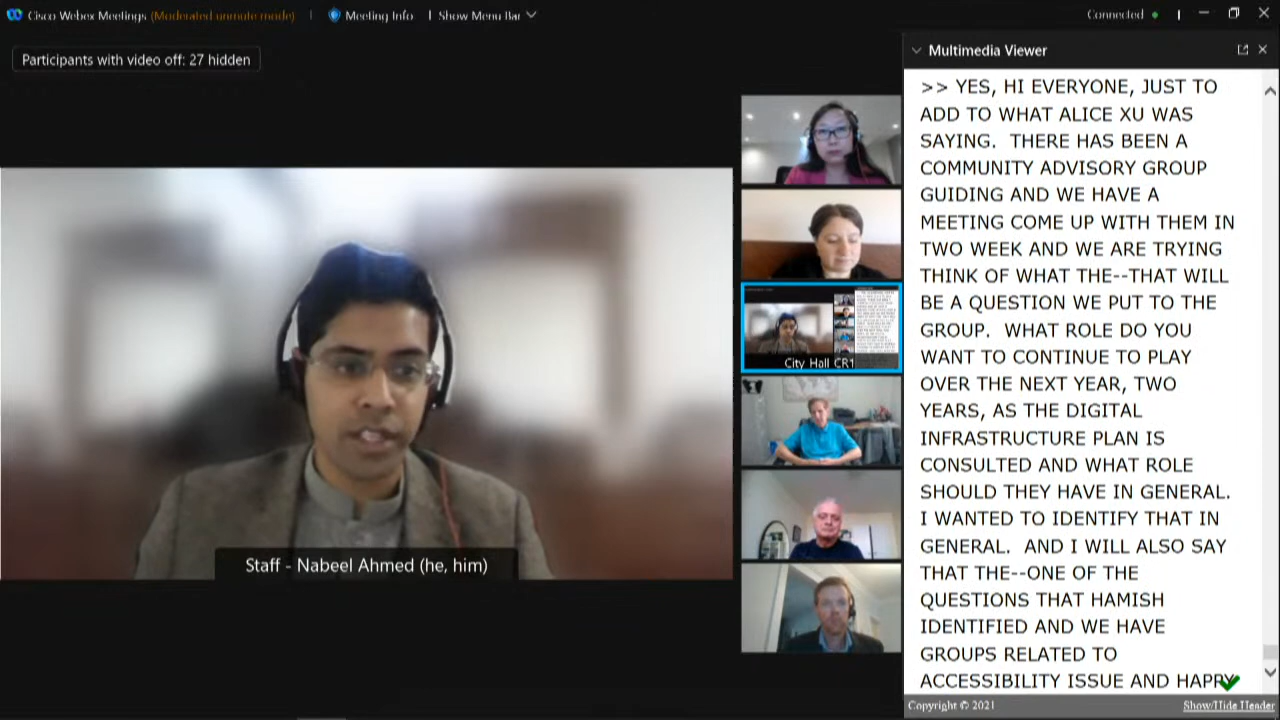 Cisco Webex Meetings (Moderated unmute mode) | Meeting Info | Show Menu Bar
Connected
Participants with video off: 27 hidden
Staff - Nabeel Ahmed (he, him)
City Hall CR1
Multimedia Viewer
>> YES, HI EVERYONE, JUST TO
ADD TO WHAT ALICE XU WAS
SAYING. THERE HAS BEEN A
COMMUNITY ADVISORY GROUP
GUIDING AND WE HAVE A
MEETING COME UP WITH THEM IN
TWO WEEK AND WE ARE TRYING
THINK OF WHAT THE--THAT WILL
BE A QUESTION WE PUT TO THE
GROUP. WHAT ROLE DO YOU
WANT TO CONTINUE TO PLAY
OVER THE NEXT YEAR, TWO
YEARS, AS THE DIGITAL
INFRASTRUCTURE PLAN IS
CONSULTED AND WHAT ROLE
SHOULD THEY HAVE IN GENERAL.
I WANTED TO IDENTIFY THAT IN
GENERAL. AND I WILL ALSO SAY
THAT THE--ONE OF THE
QUESTIONS THAT HAMISH
IDENTIFIED AND WE HAVE
GROUPS RELATED TO
ACCESSIBILITY ISSUE AND HAPPY
Copyright © 2021
Show/Hide Header